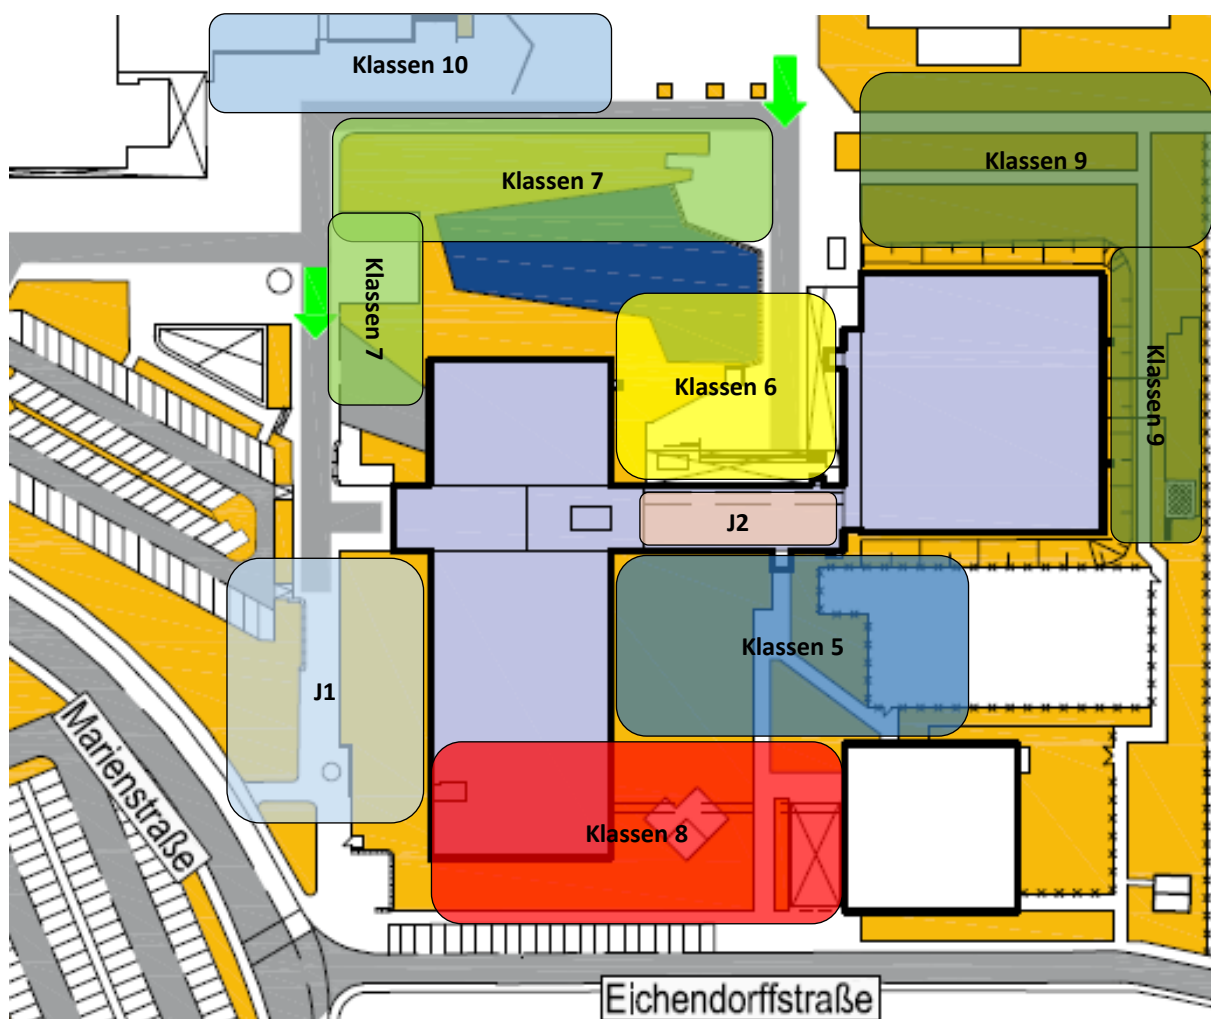 Klassen 10
Klassen 7
Klassen 9
Klassen 7
Klassen 6
Klassen 9
J2
Klassen 5
J1
Marienstraße
Klassen 8
Eichendorffstraße